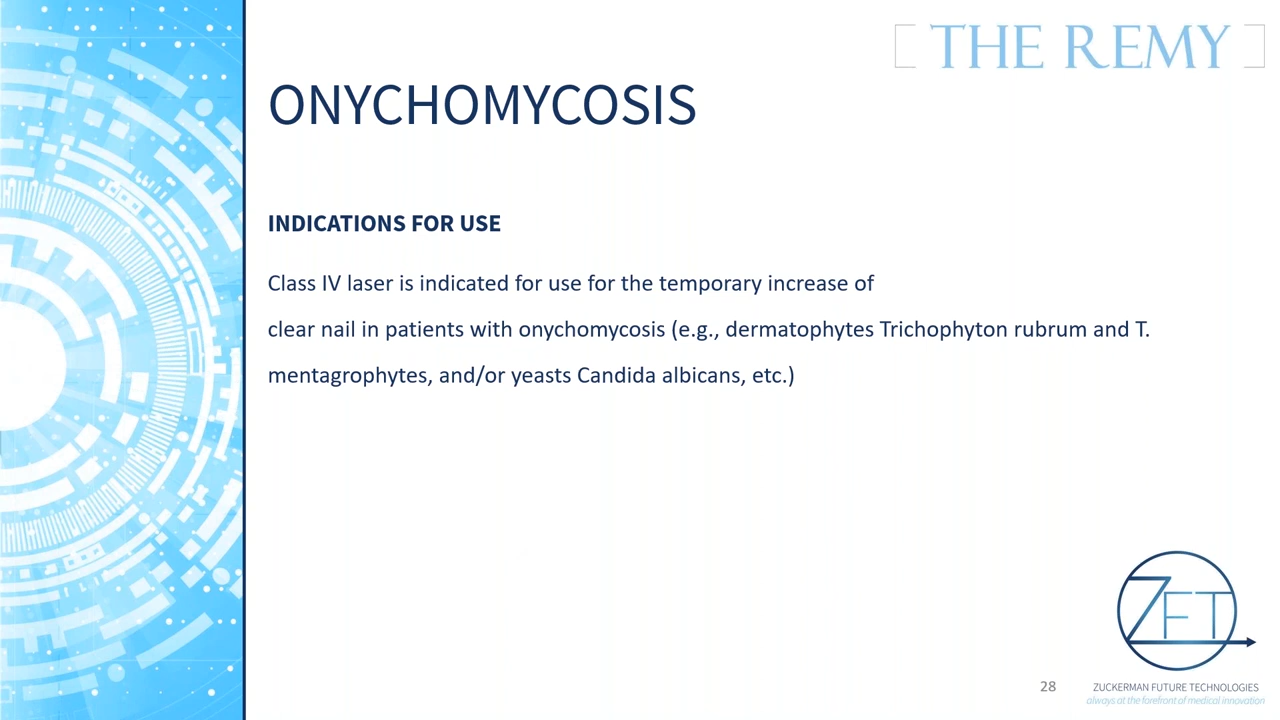 THE REMY
ONYCHOMYCOSIS
INDICATIONS FOR USE
Class IV laser is indicated for use for the temporary increase of
clear nail in patients with onychomycosis (e.g., dermatophytes Trichophyton rubrum and T.
mentagrophytes, and/or yeasts Candida albicans, etc.)
ZFT
28
ZUCKERMAN FUTURE TECHNOLOGIES
always at the forefront of medical innovation